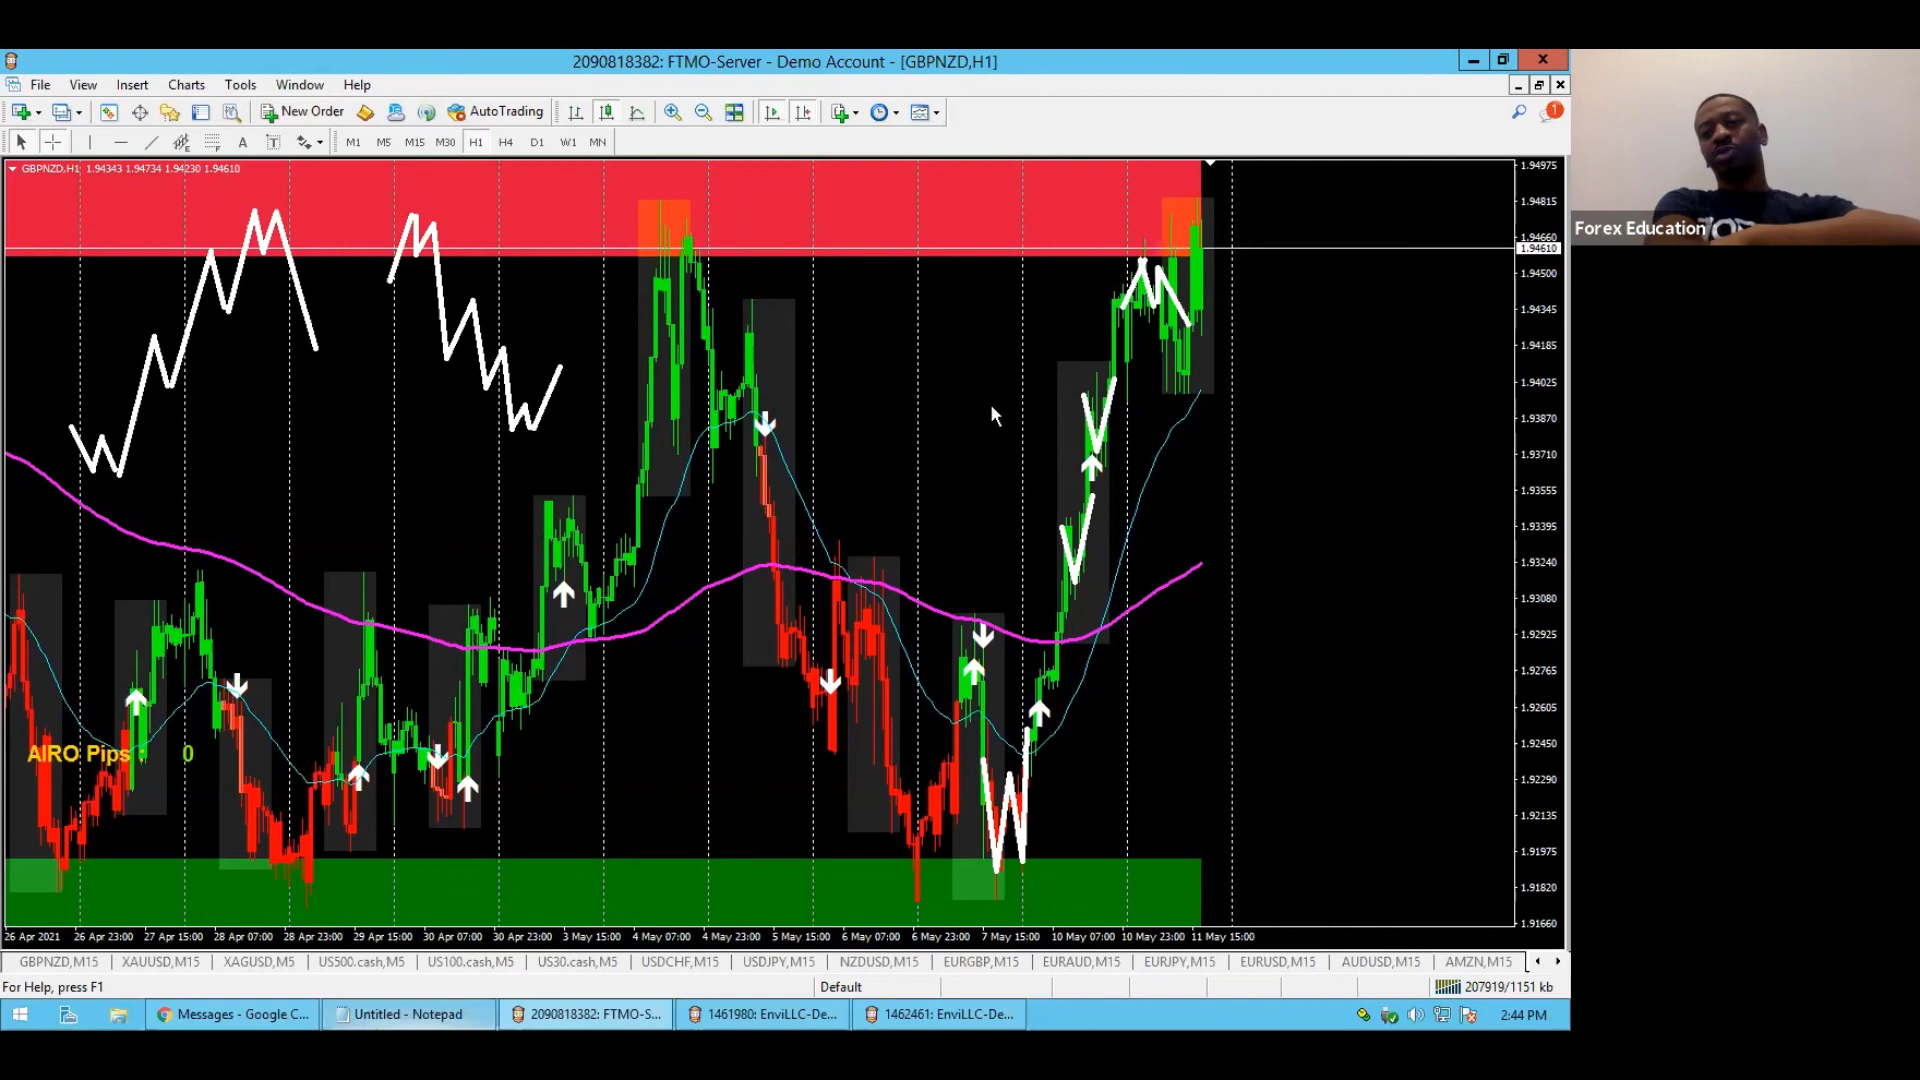 2090818382: FTMO-Server - Demo Account - [GBPNZD,H1]
File View Insert Charts Tools Window Help
New Order AutoTrading 1
A T M1 M5 M15 M30 H1 H4 D1 W1 MN
GBPNZD,H1 1.94343 1.94734 1.94230 1.94610
1.94975
1.94815
1.94660
1.94610
1.94500
1.94345
1.94185
1.94025
1.93870
1.93710
1.93555
1.93395
1.93240
1.93080
1.92925
1.92765
1.92605
1.92450
1.92290
1.92135
1.91975
1.91820
1.91660
Forex Education
AIRO Pips : 0
26 Apr 2021 26 Apr 23:00 27 Apr 15:00 28 Apr 07:00 28 Apr 23:00 29 Apr 15:00 30 Apr 07:00 30 Apr 23:00 3 May 15:00 4 May 07:00 4 May 23:00 5 May 15:00 6 May 07:00 6 May 23:00 7 May 15:00 10 May 07:00 10 May 23:00 11 May 15:00
GBPNZD,M15 XAUUSD,M15 XAGUSD,M5 US500.cash,M5 US100.cash,M5 US30.cash,M5 USDCHF,M15 USDJPY,M15 NZDUSD,M15 EURGBP,M15 EURAUD,M15 EURJPY,M15 EURUSD,M15 AUDUSD,M15 AMZN,M15
For Help, press F1 Default 207919/1151 kb
Messages - Google C... Untitled - Notepad 2090818382: FTMO-S... 1461980: EnviLLC-De... 1462461: EnviLLC-De... 2:44 PM